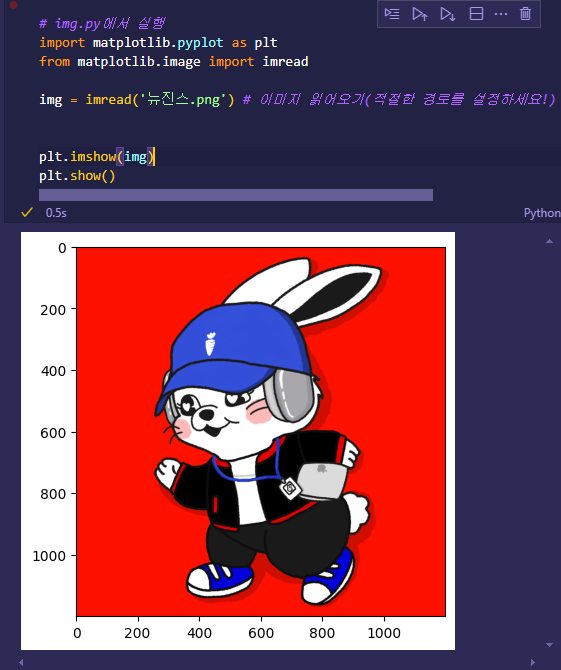 # img.py에서 실행
import matplotlib.pyplot as plt
from matplotlib.image import imread
img = imread('뉴진스.png') # 이미지 읽어오기(적절한 경로를 설정하세요!)
plt.imshow(img)
plt.show()
0.5s
Python
0
200
400
600
800
1000
0 200 400 600 800 1000